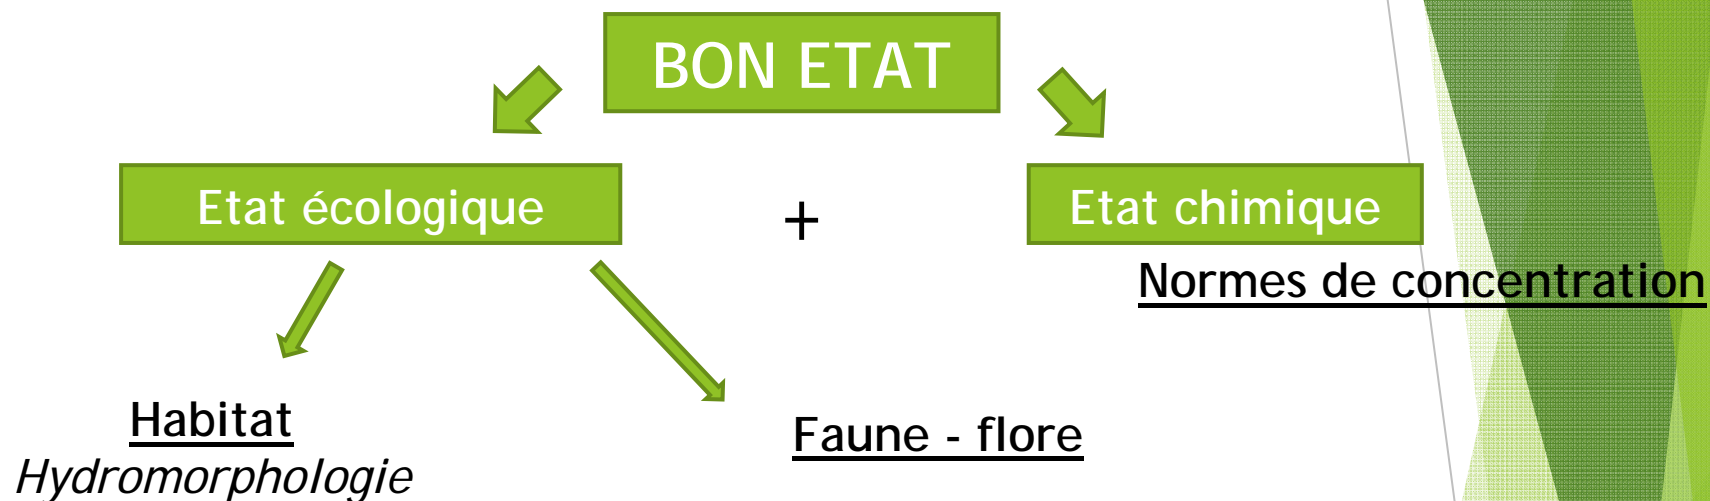 BON ETAT
Etat écologique
+
Etat chimique
Normes de concentration
Habitat
Hydromorphologie
Faune - flore